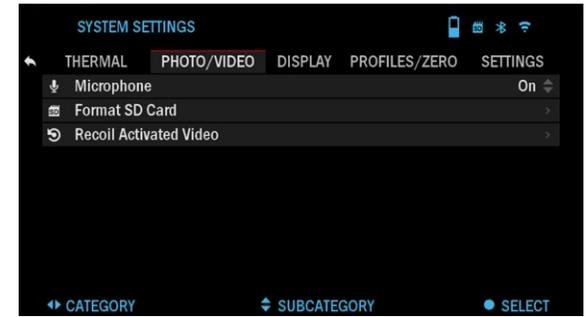 SYSTEM SETTINGS
THERMAL PHOTO/VIDEO DISPLAY PROFILES/ZERO SETTINGS
Microphone On
Format SD Card
Recoil Activated Video
CATEGORY SUBCATEGORY SELECT